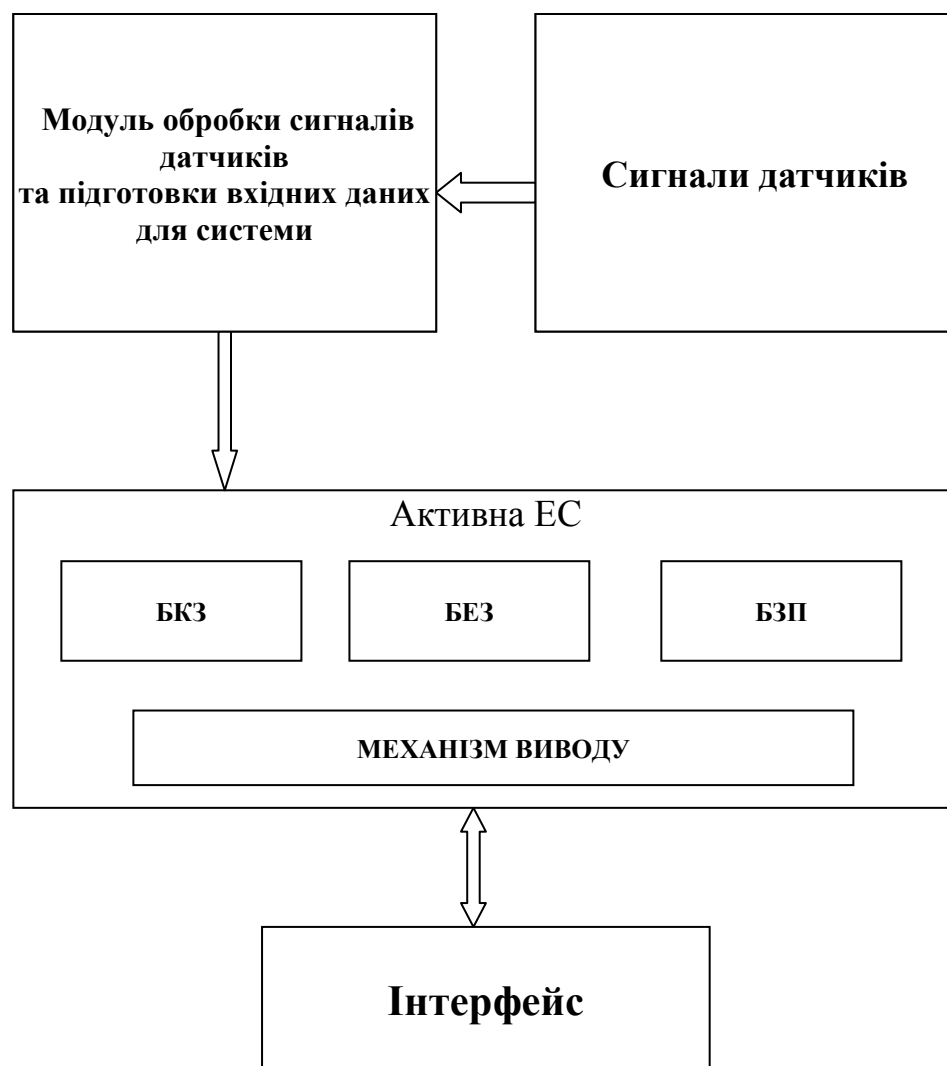 Модуль обробки сигналів
датчиків
та підготовки вхідних даних
для системи
Сигнали датчиків
Активна ЕС
БКЗ
БЕЗ
БЗП
МЕХАНІЗМ ВИВОДУ
Інтерфейс